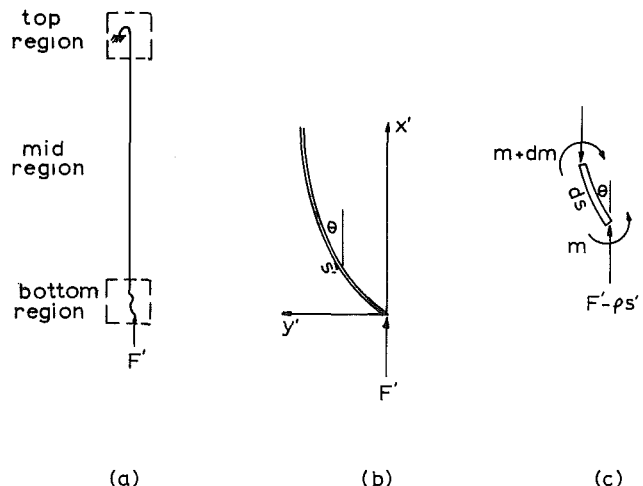 top
region
mid
region
bottom
region
F′
(a)
x′
θ
s′
y′
F′
(b)
m+dm
θ
ds
m
F′-ρs′
(c)